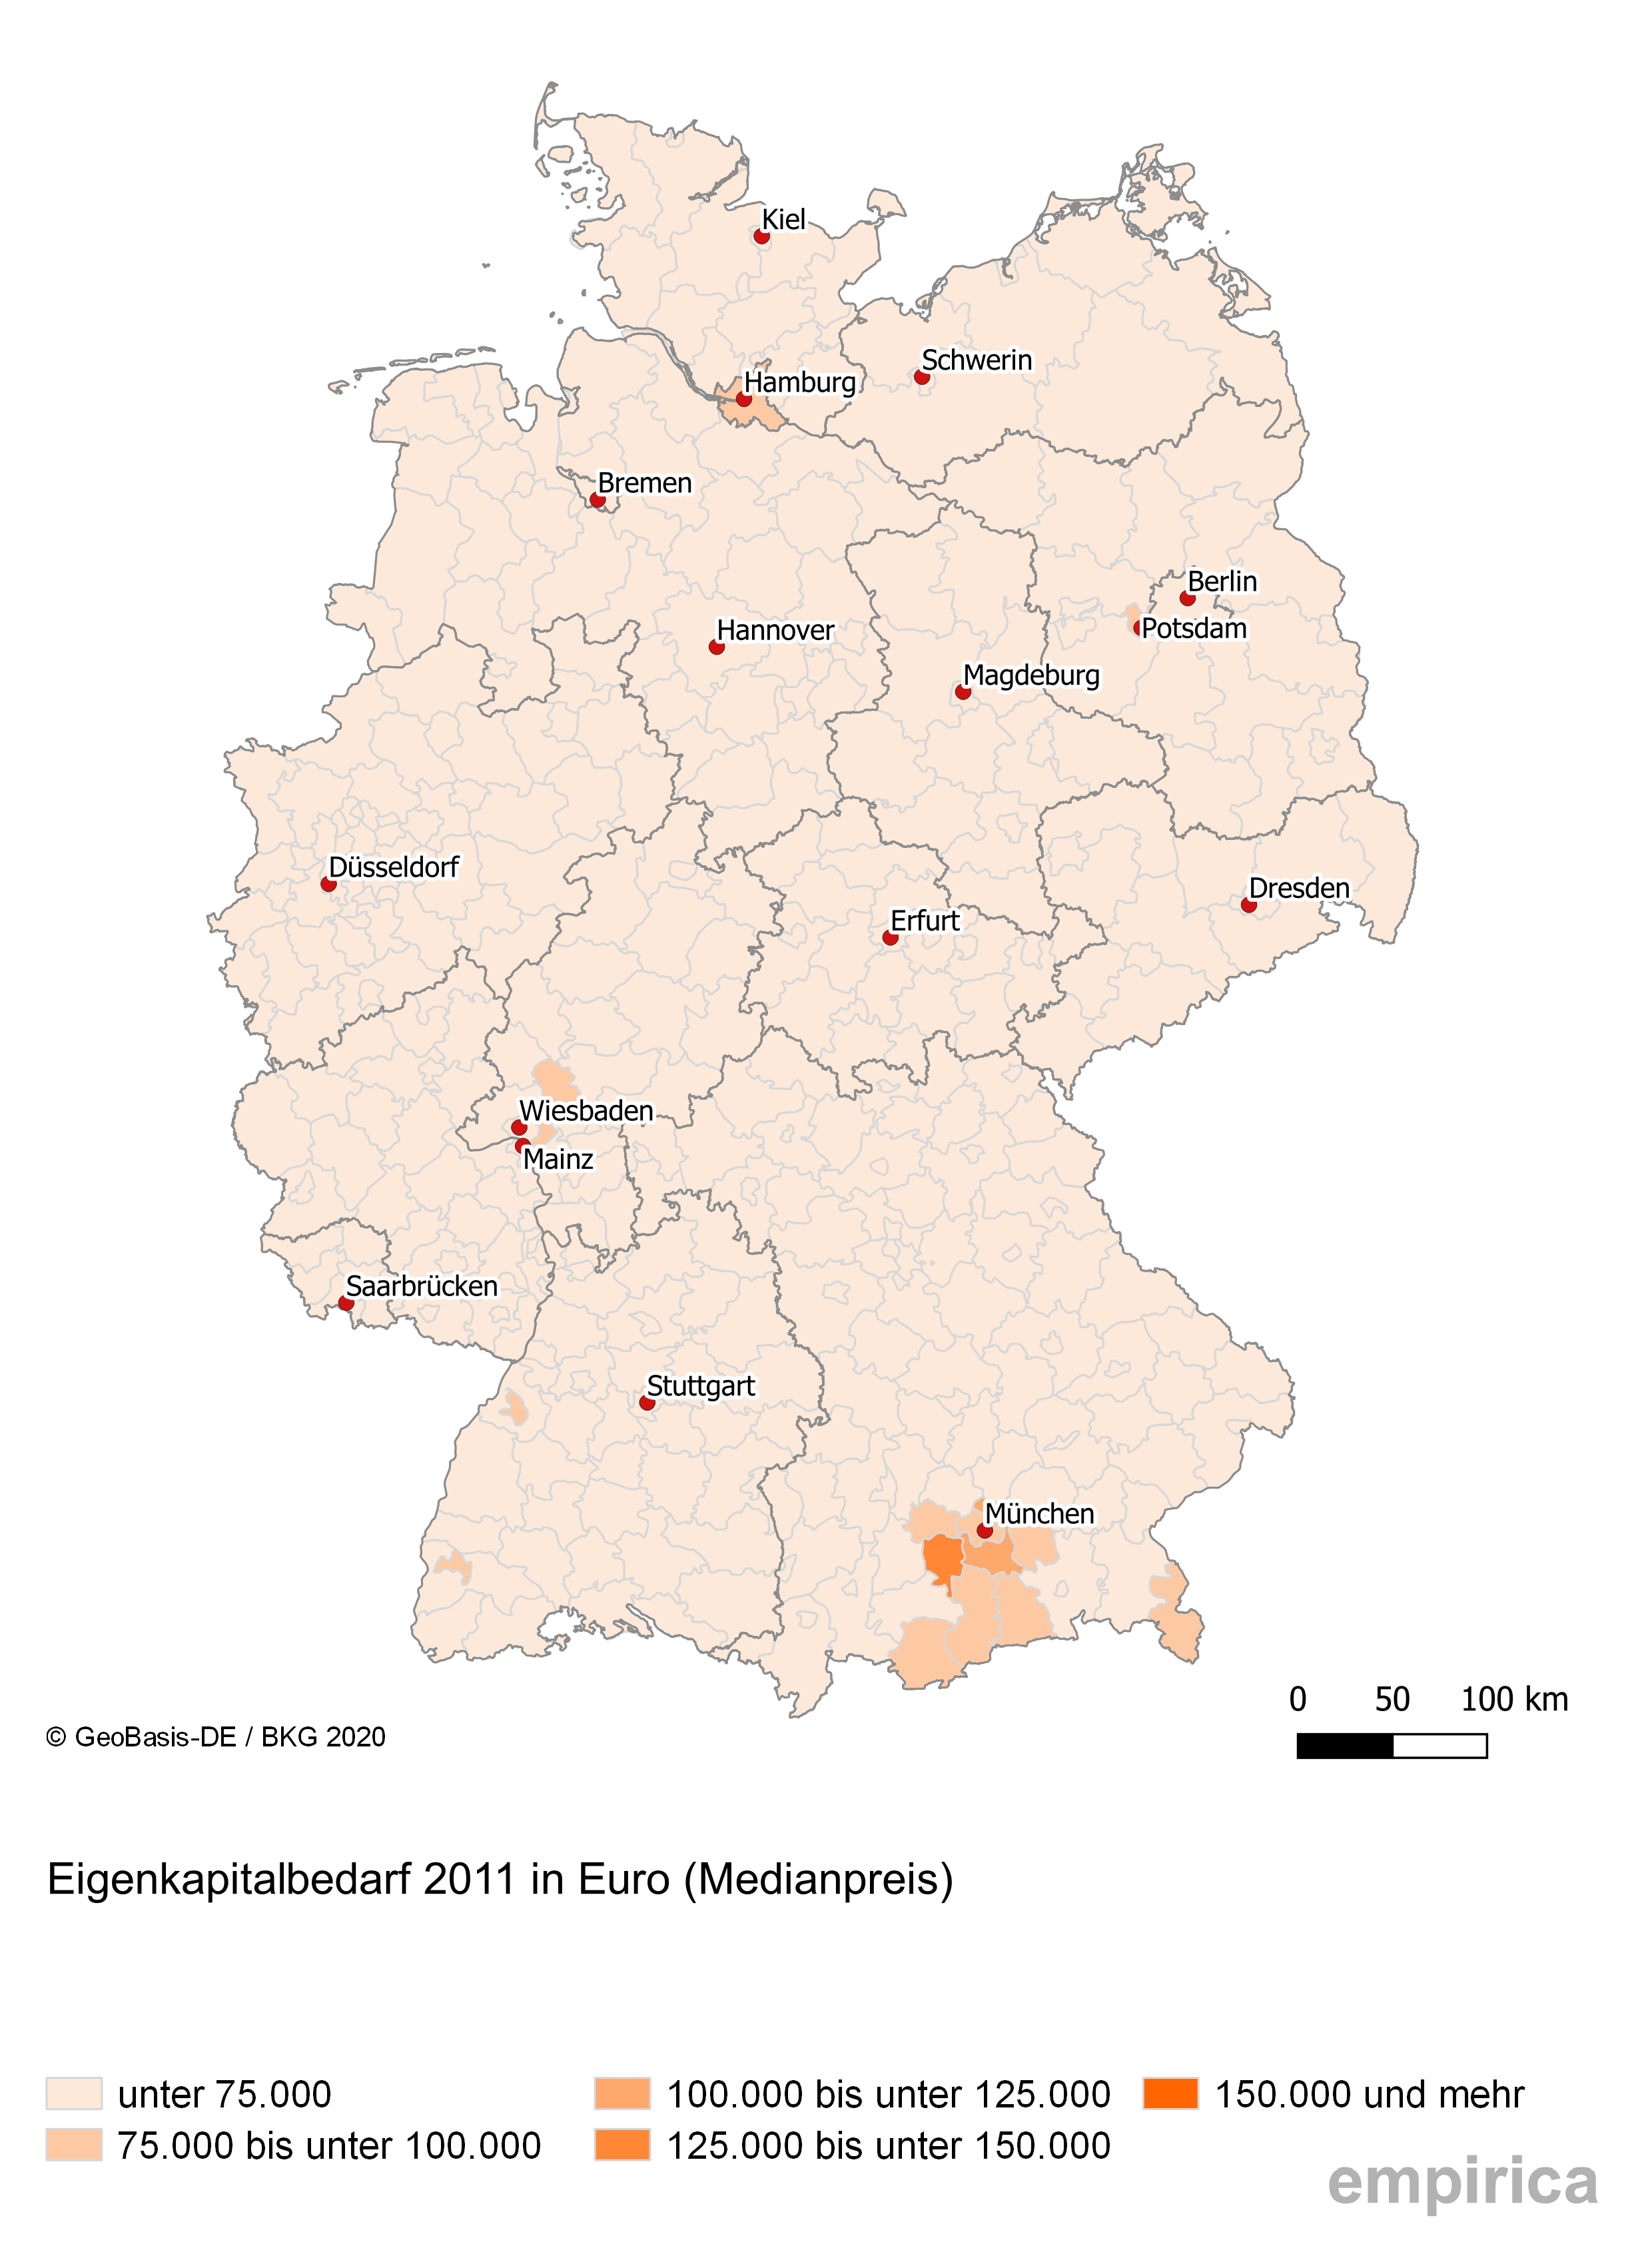 Kiel
Schwerin
Hamburg
Bremen
Berlin
Potsdam
Hannover
Magdeburg
Düsseldorf
Dresden
Erfurt
Wiesbaden
Mainz
Saarbrücken
Stuttgart
München
0 50 100 km
© GeoBasis-DE / BKG 2020
Eigenkapitalbedarf 2011 in Euro (Medianpreis)
unter 75.000
100.000 bis unter 125.000
150.000 und mehr
75.000 bis unter 100.000
125.000 bis unter 150.000
empirica